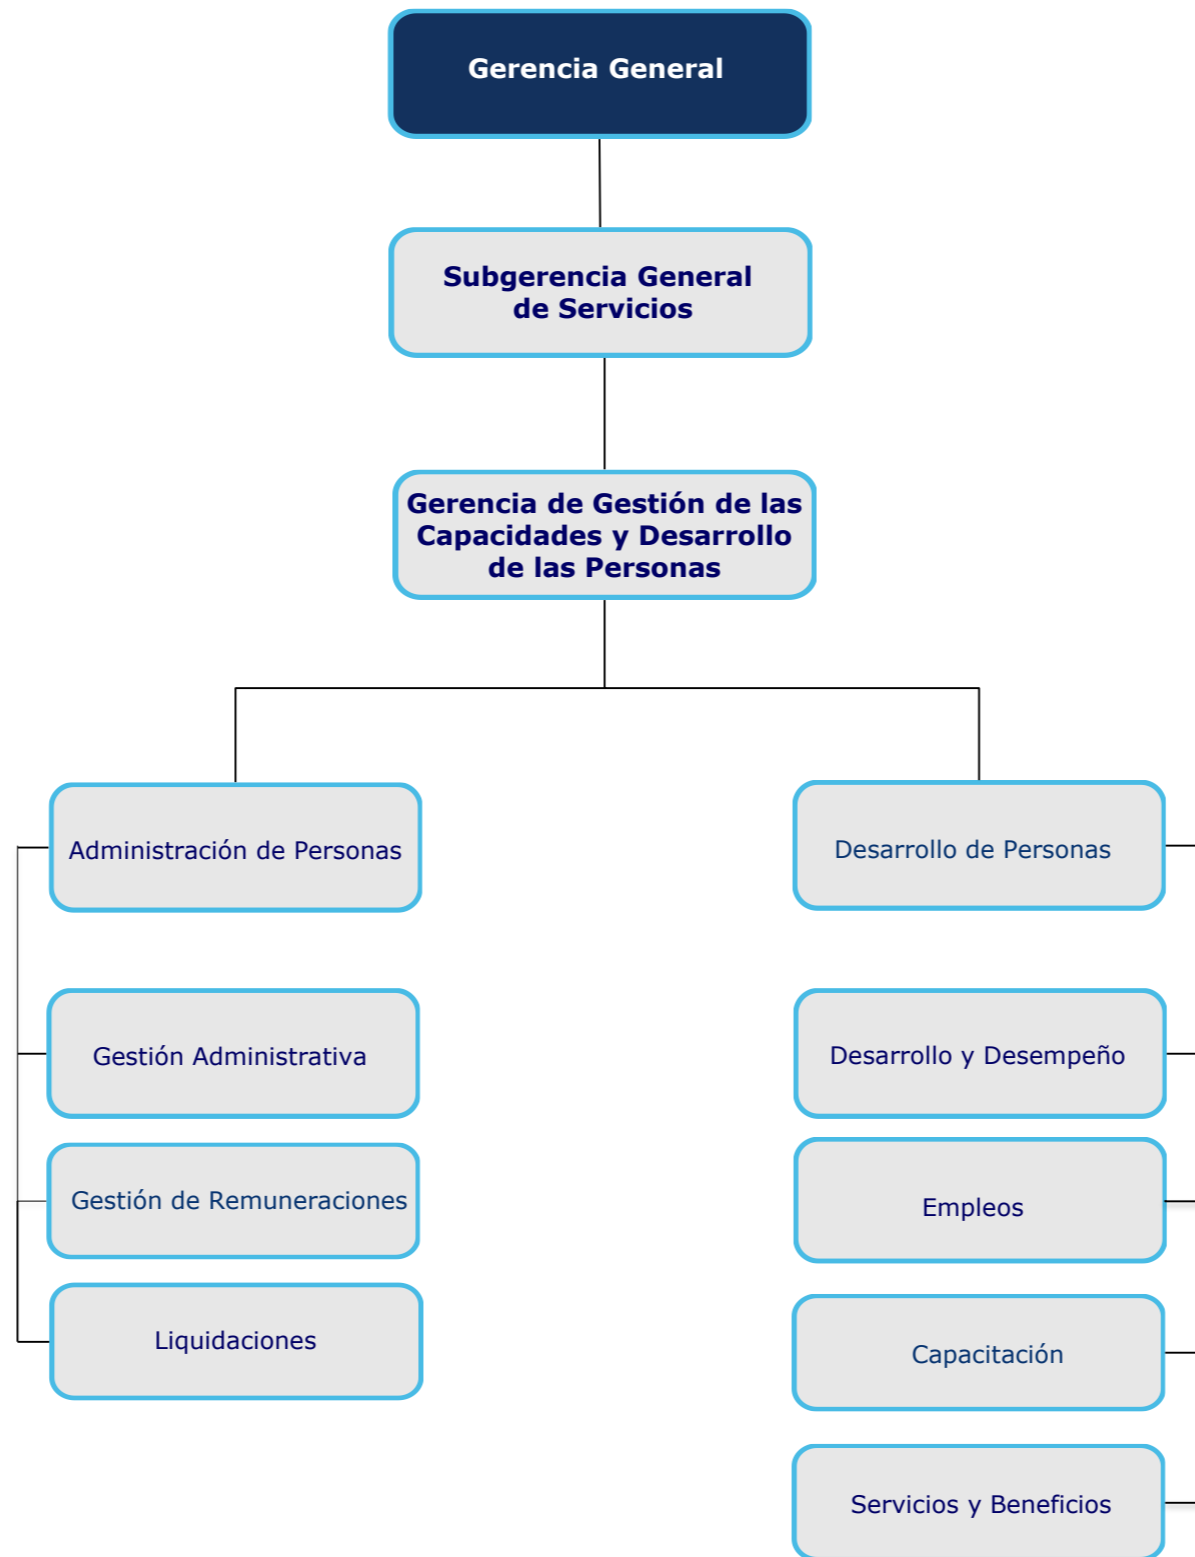 Gerencia General
Subgerencia General
de Servicios
Gerencia de Gestión de las
Capacidades y Desarrollo
de las Personas
Administración de Personas
Gestión Administrativa
Gestión de Remuneraciones
Liquidaciones
Desarrollo de Personas
Desarrollo y Desempeño
Empleos
Capacitación
Servicios y Beneficios